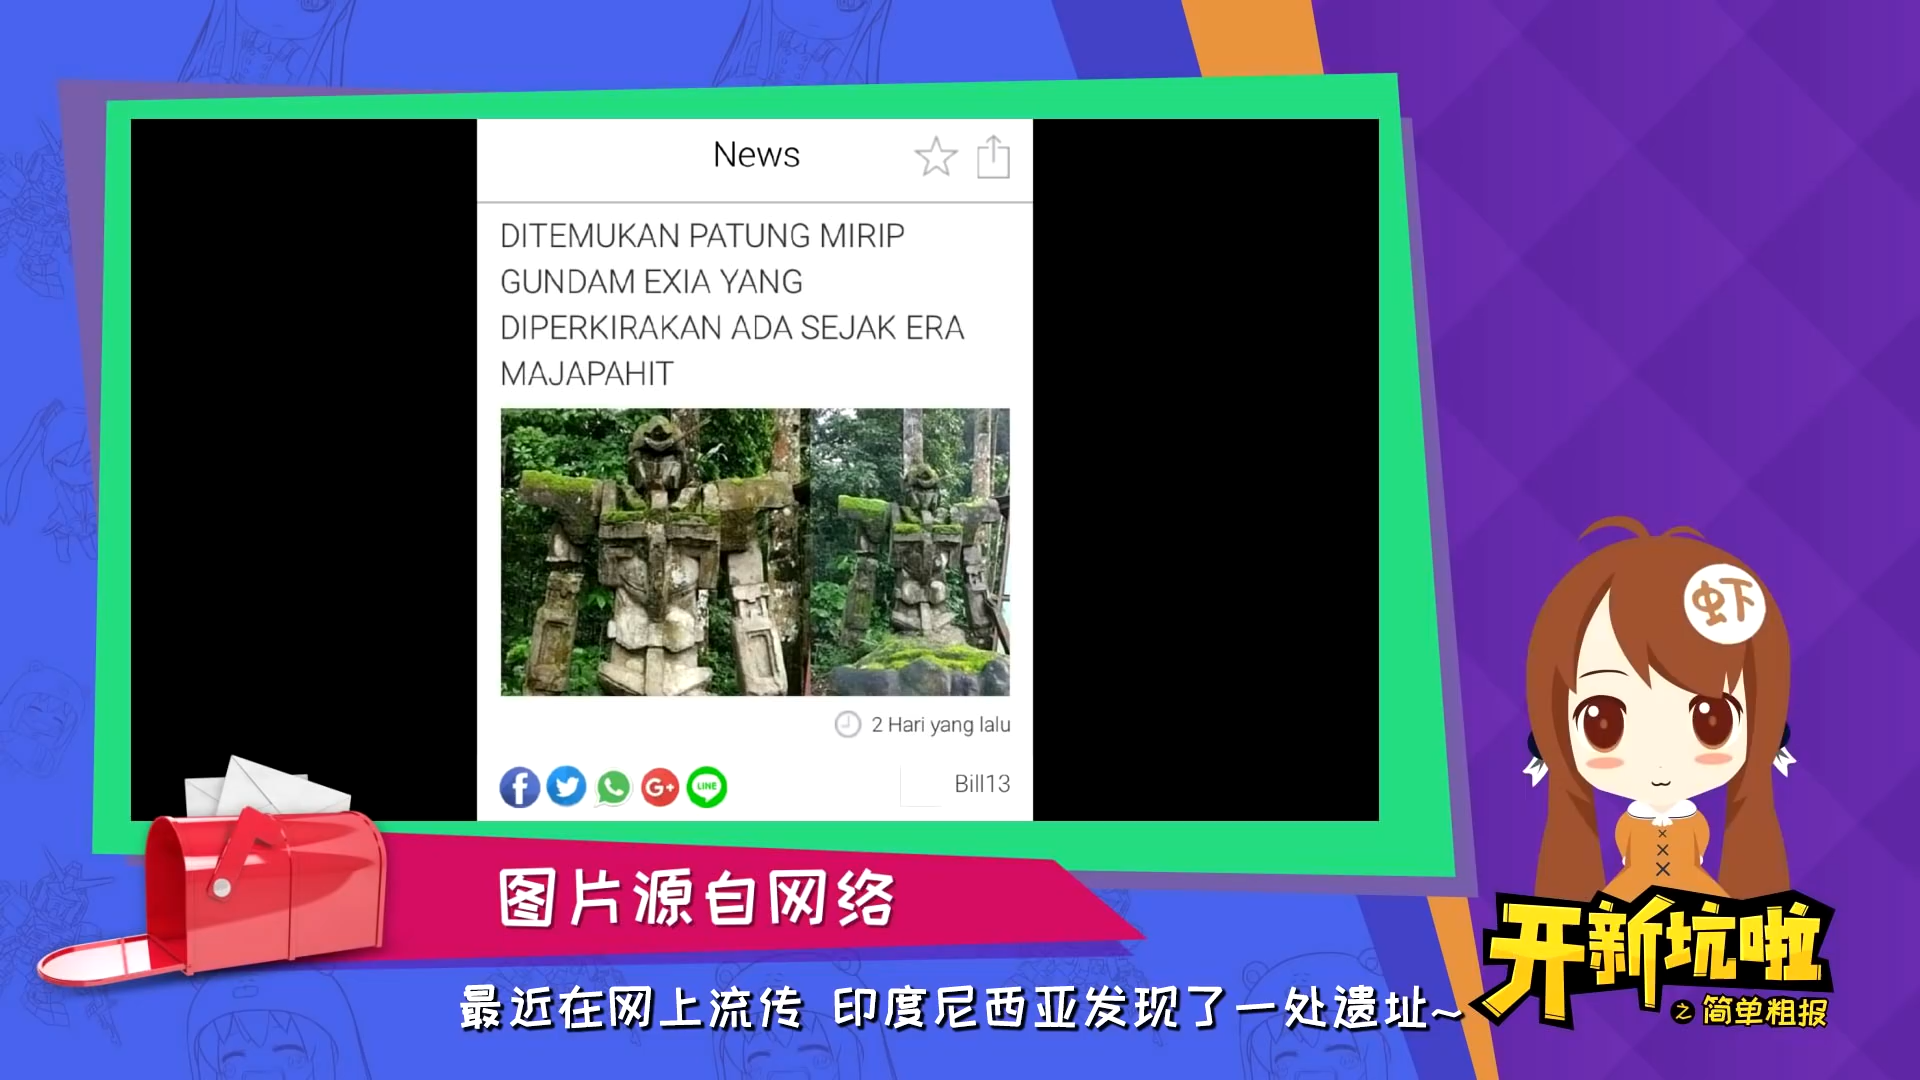 News
DITEMUKAN PATUNG MIRIP
GUNDAM EXIA YANG
DIPERKIRAKAN ADA SEJAK ERA
MAJAPAHIT
2 Hari yang lalu
LINE
Bill13
虾
图片源自网络
开新坑啦
之 简单粗报
最近在网上流传 印度尼西亚发现了一处遗址~